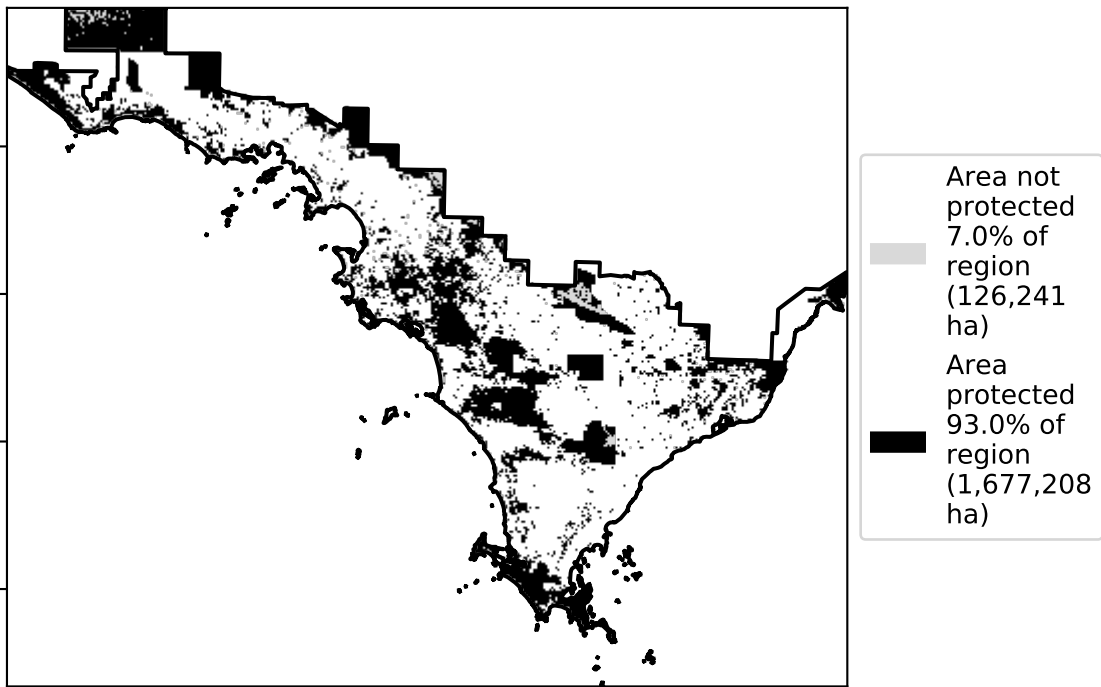 Area not
protected
7.0% of
region
(126,241
ha)
Area
protected
93.0% of
region
(1,677,208
ha)